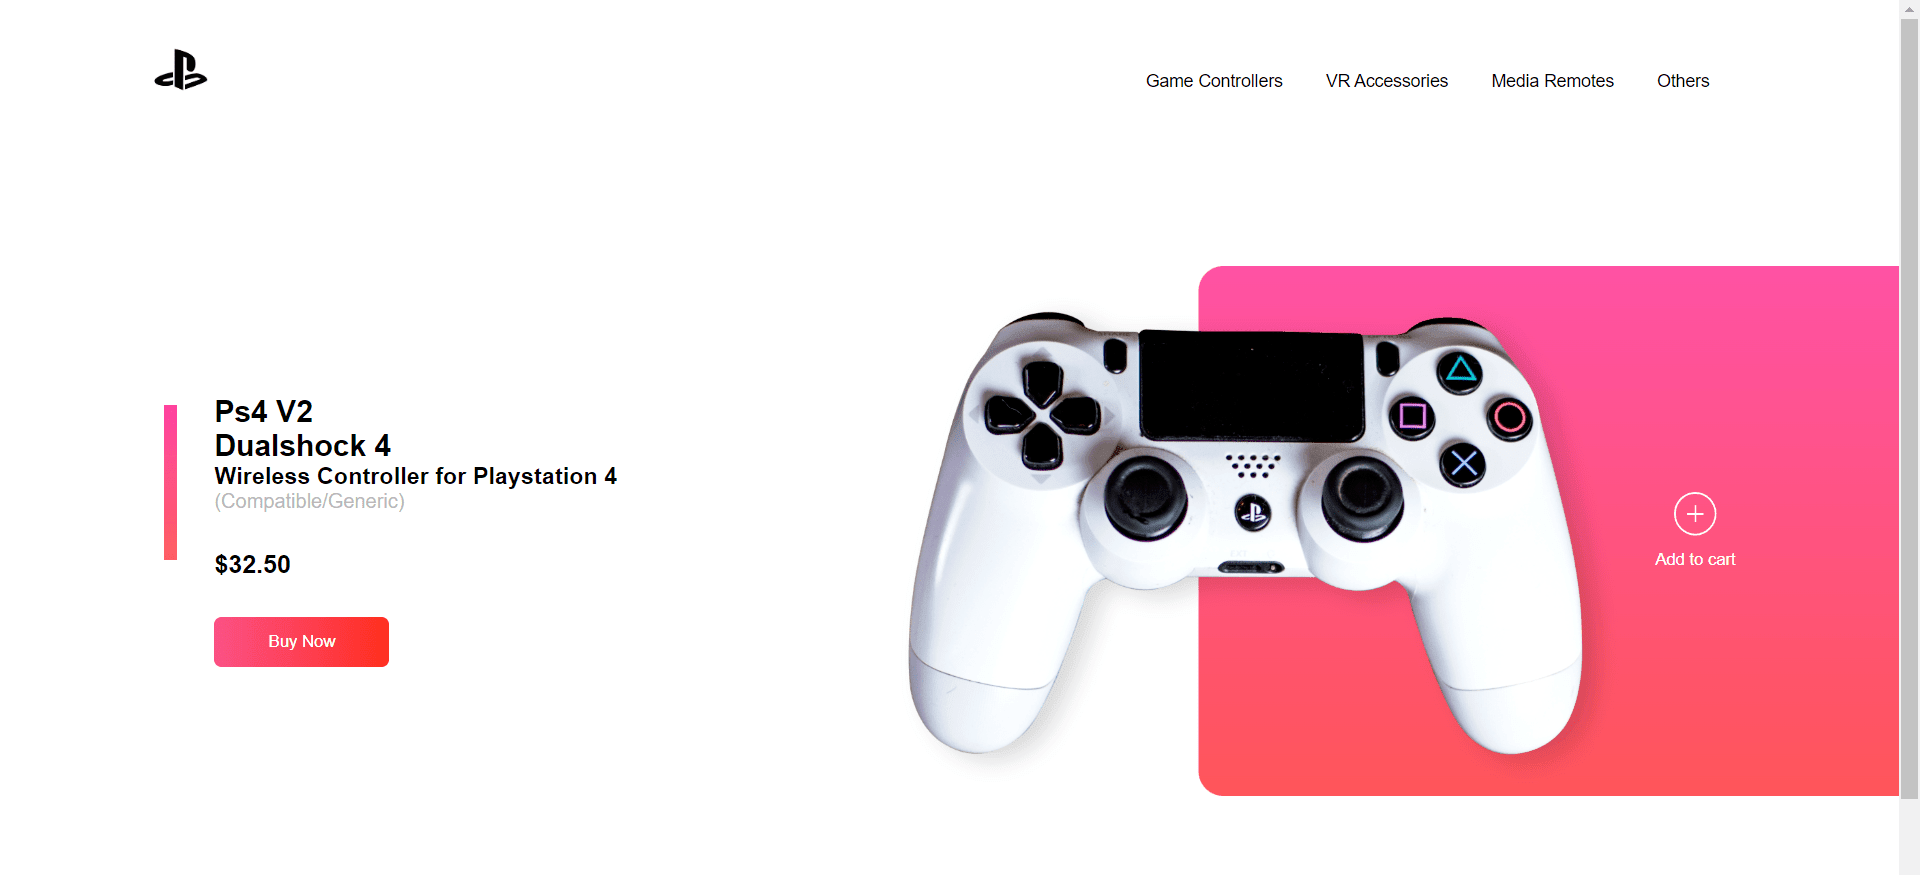 Game Controllers VR Accessories Media Remotes Others
Ps4 V2
Dualshock 4
Wireless Controller for Playstation 4
(Compatible/Generic)
$32.50
Buy Now
Add to cart